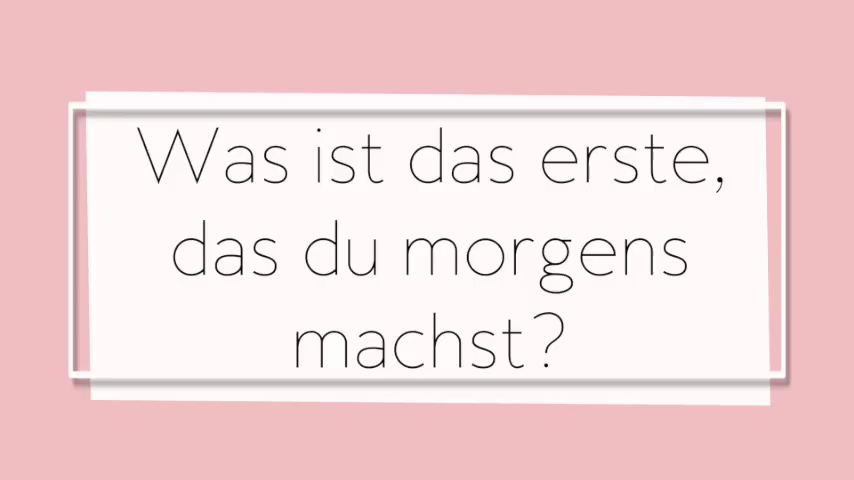 Was ist das erste,
das du morgens
machst?